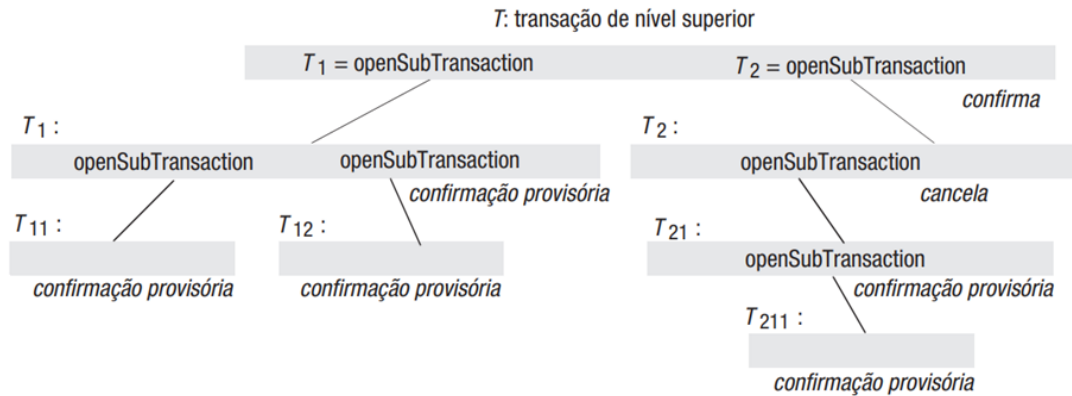 T: transação de nível superior
T1 = openSubTransaction T2 = openSubTransaction
confirma
T1 : T2 :
openSubTransaction openSubTransaction openSubTransaction
confirmação provisória cancela
T11 : T12 : T21 :
openSubTransaction
confirmação provisória confirmação provisória confirmação provisória
T211 :
confirmação provisória